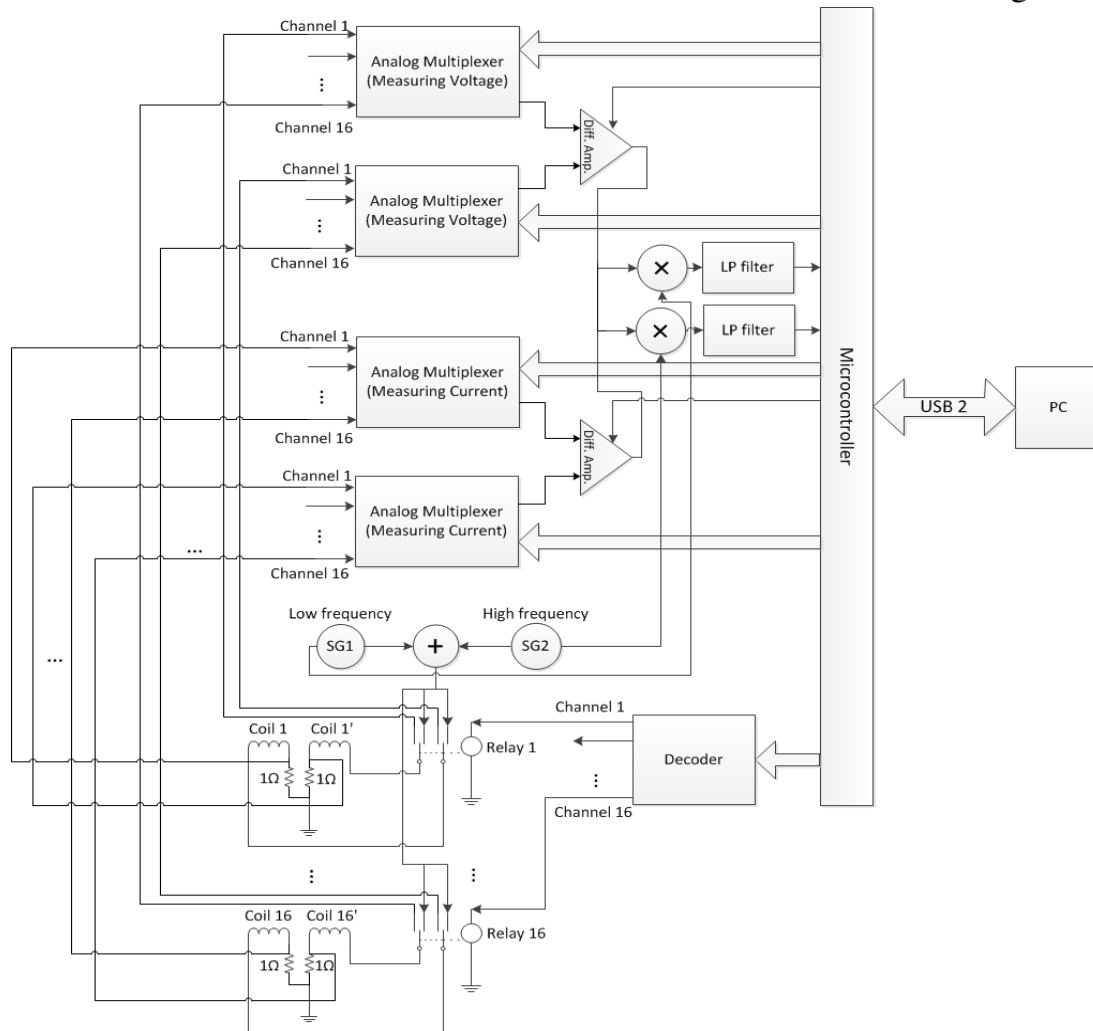 Channel 1
...
Channel 16
Analog Multiplexer
(Measuring Voltage)
Diff. Amp.
Channel 1
...
Channel 16
Analog Multiplexer
(Measuring Voltage)
×
LP filter
×
LP filter
Channel 1
...
Channel 16
Analog Multiplexer
(Measuring Current)
Diff. Amp.
Channel 1
...
Channel 16
Analog Multiplexer
(Measuring Current)
Microcontroller
USB 2
PC
...
...
Low frequency
High frequency
SG1
+
SG2
Coil 1
Coil 1'
1Ω
1Ω
Relay 1
Channel 1
...
Channel 16
Decoder
...
...
Coil 16
Coil 16'
1Ω
1Ω
Relay 16